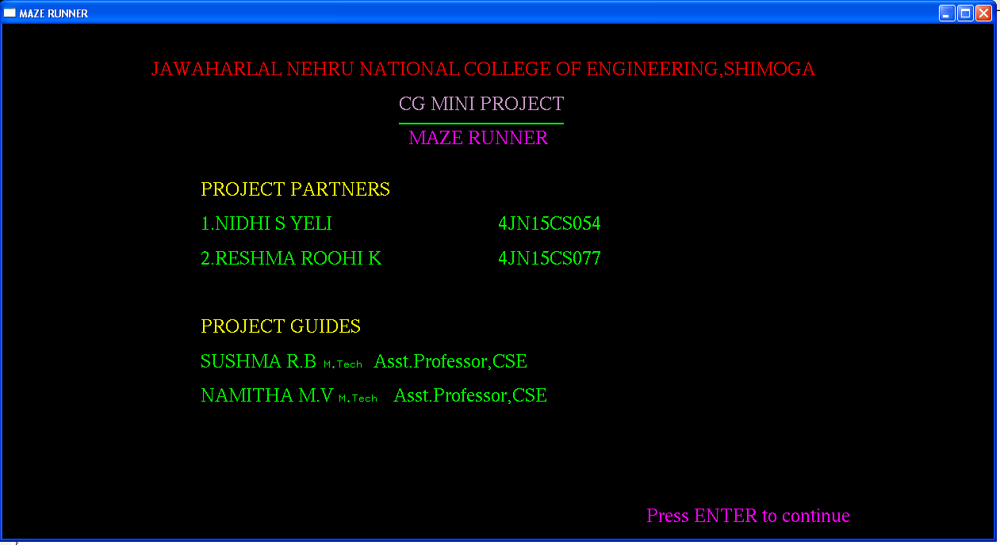 MAZE RUNNER
JAWAHARLAL NEHRU NATIONAL COLLEGE OF ENGINEERING,SHIMOGA
CG MINI PROJECT
MAZE RUNNER
PROJECT PARTNERS
1.NIDHI S YELI 4JN15CS054
2.RESHMA ROOHI K 4JN15CS077
PROJECT GUIDES
SUSHMA R.B M.Tech Asst.Professor,CSE
NAMITHA M.V M.Tech Asst.Professor,CSE
Press ENTER to continue